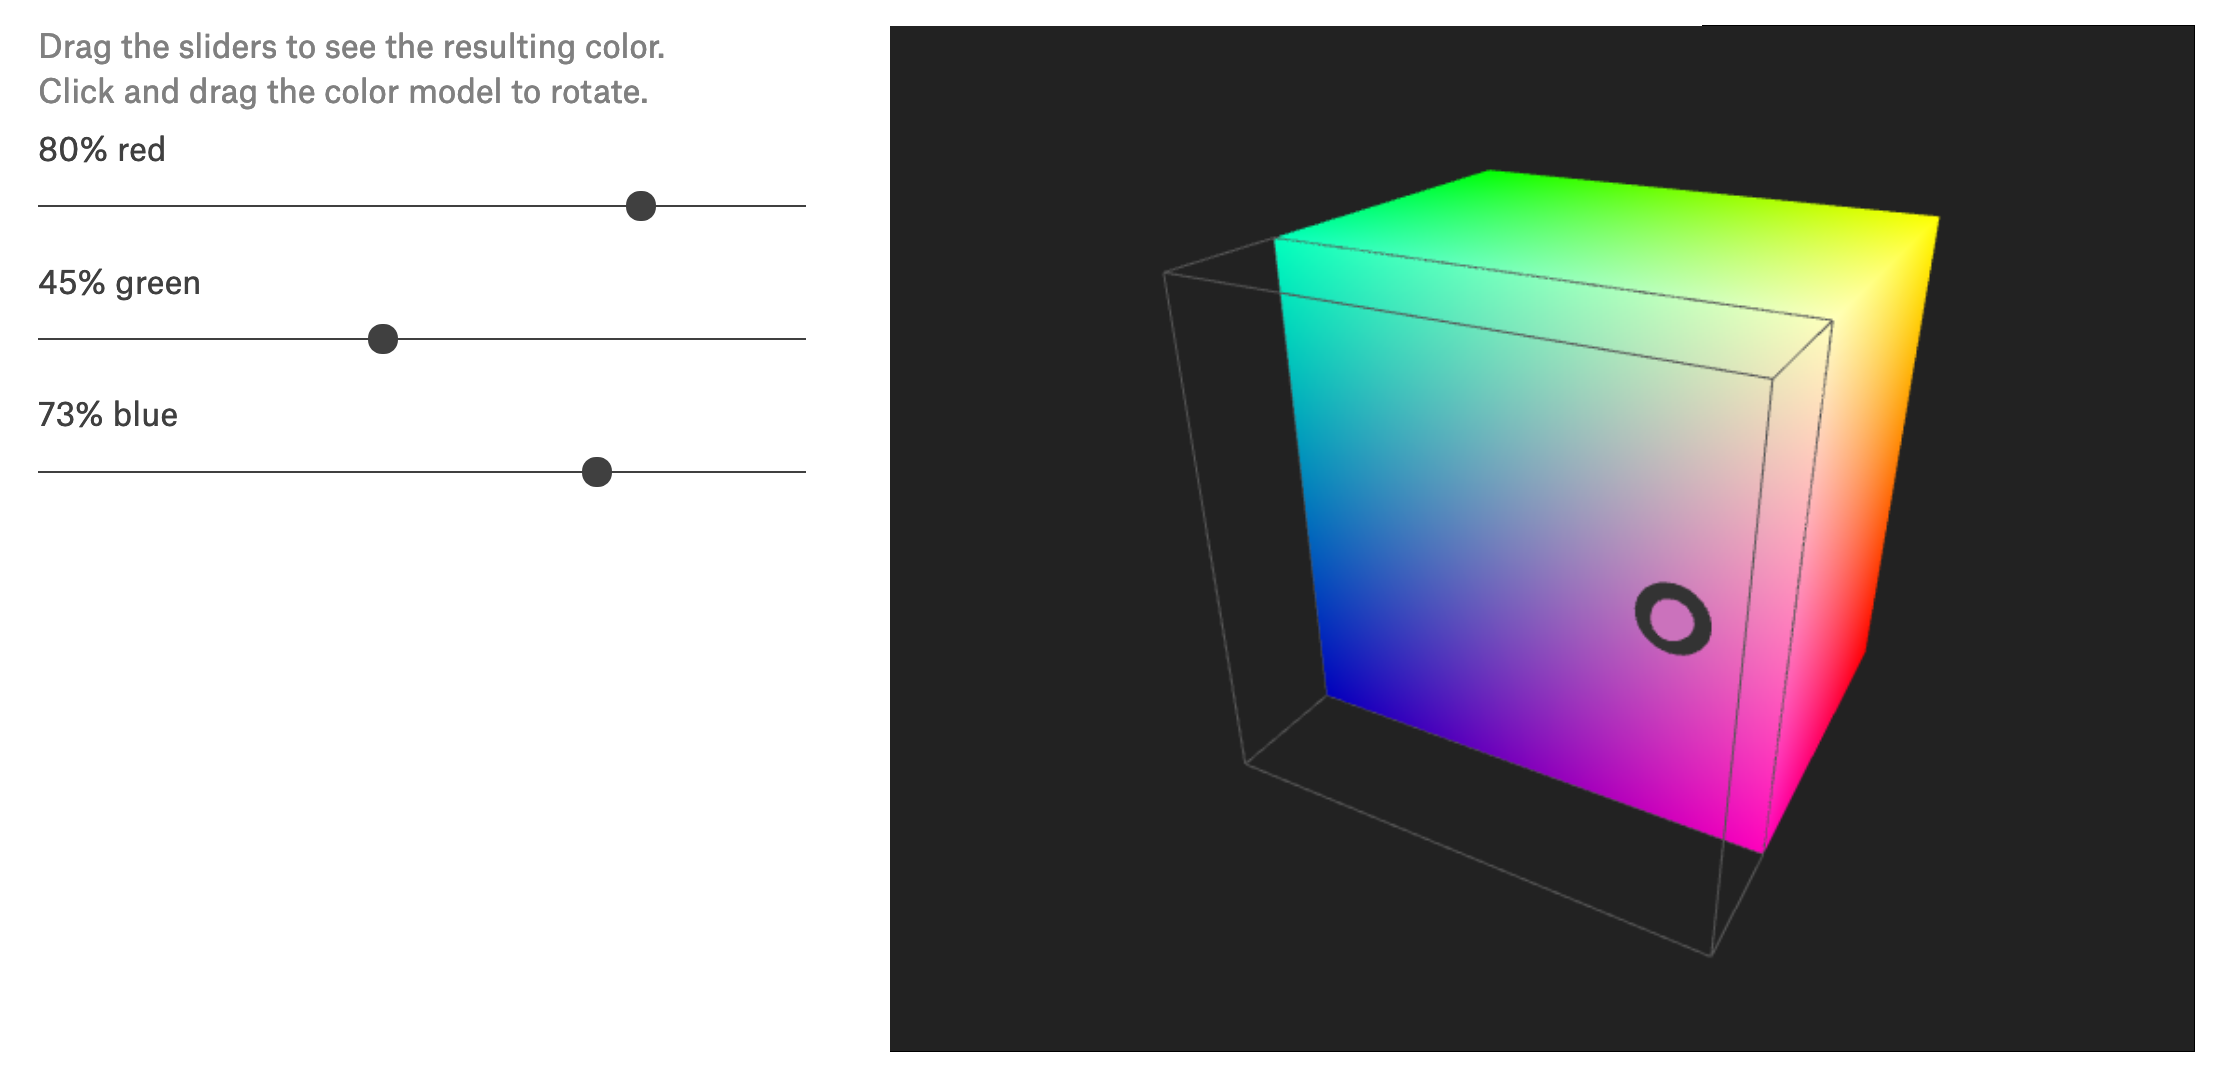 Drag the sliders to see the resulting color.
Click and drag the color model to rotate.
80% red
45% green
73% blue